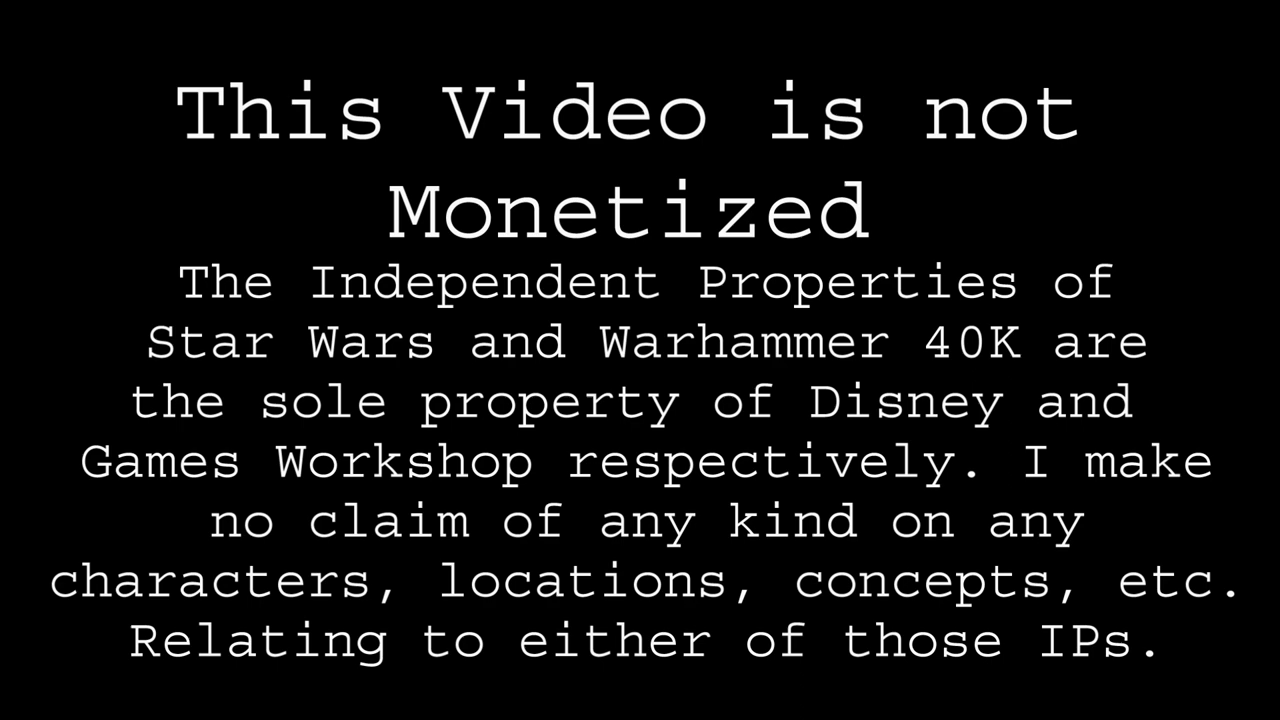 This Video is not
Monetized
The Independent Properties of
Star Wars and Warhammer 40K are
the sole property of Disney and
Games Workshop respectively. I make
no claim of any kind on any
characters, locations, concepts, etc.
Relating to either of those IPs.